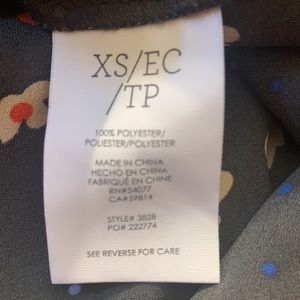 XS/EC
/TP
100% POLYESTER/
POLIESTER/POLYESTER
MADE IN CHINA
HECHO EN CHINA
FABRIQUÉ EN CHINE
RN#54077
CA#59814
STYLE# 3828
PO# 222774
SEE REVERSE FOR CARE